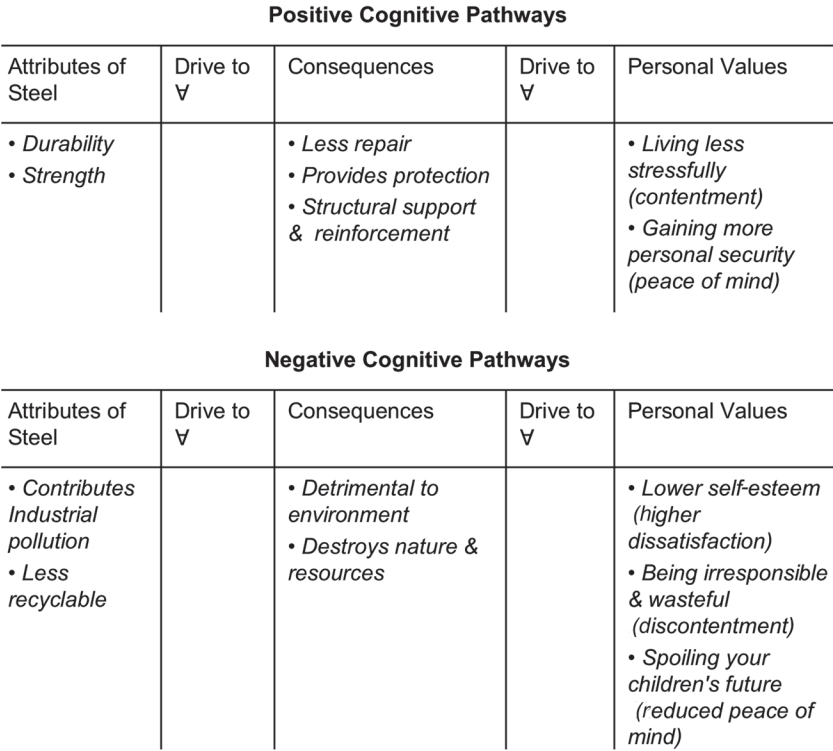 Positive Cognitive Pathways
Attributes of
Steel
Drive to
∀
Consequences
Drive to
∀
Personal Values
• Durability
• Strength
• Less repair
• Provides protection
• Structural support
& reinforcement
• Living less
stressfully
(contentment)
• Gaining more
personal security
(peace of mind)
Negative Cognitive Pathways
Attributes of
Steel
Drive to
∀
Consequences
Drive to
∀
Personal Values
• Contributes
Industrial
pollution
• Less
recyclable
• Detrimental to
environment
• Destroys nature &
resources
• Lower self-esteem
(higher
dissatisfaction)
• Being irresponsible
& wasteful
(discontentment)
• Spoiling your
children's future
(reduced peace of
mind)